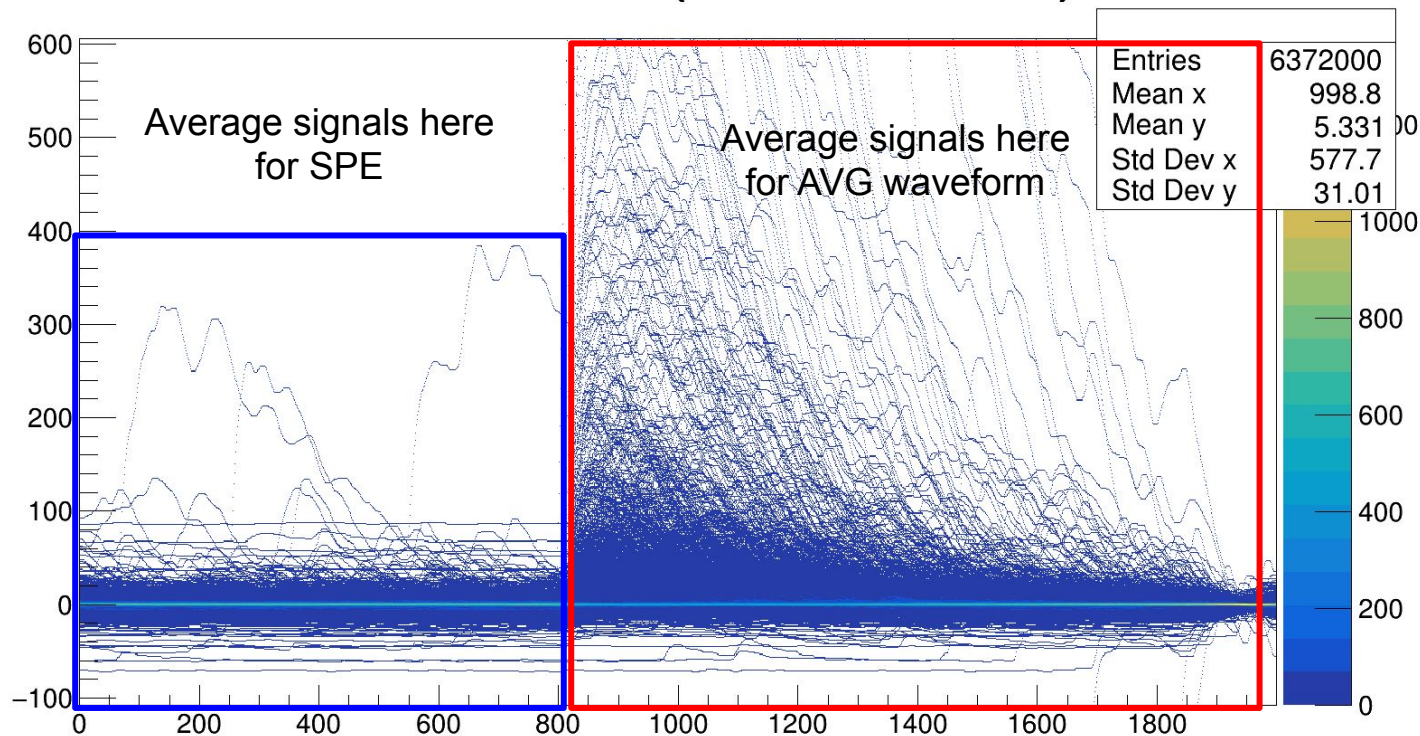 600
500
400
300
200
100
0
−100
0
200
400
600
800
1000
1200
1400
1600
1800
Average signals here
for SPE
Average signals here
for AVG waveform
Entries 6372000
Mean x 998.8
Mean y 5.331
Std Dev x 577.7
Std Dev y 31.01
1000
800
600
400
200
0